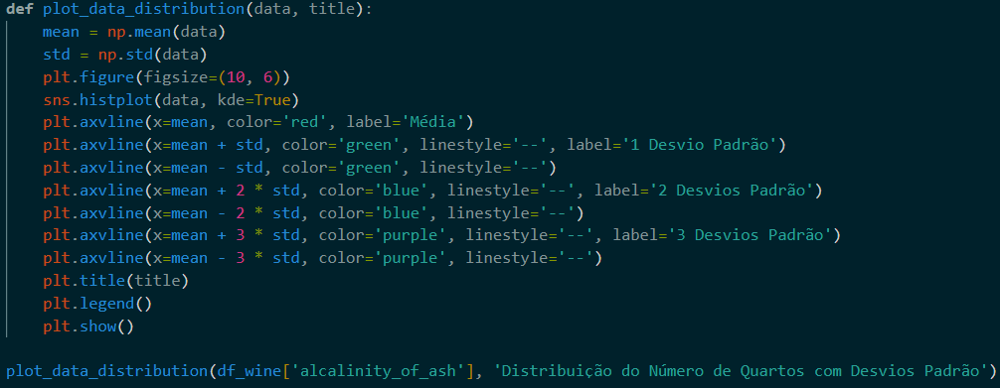 def plot_data_distribution(data, title):
    mean = np.mean(data)
    std = np.std(data)
    plt.figure(figsize=(10, 6))
    sns.histplot(data, kde=True)
    plt.axvline(x=mean, color='red', label='Média')
    plt.axvline(x=mean + std, color='green', linestyle='--', label='1 Desvio Padrão')
    plt.axvline(x=mean - std, color='green', linestyle='--')
    plt.axvline(x=mean + 2 * std, color='blue', linestyle='--', label='2 Desvios Padrão')
    plt.axvline(x=mean - 2 * std, color='blue', linestyle='--')
    plt.axvline(x=mean + 3 * std, color='purple', linestyle='--', label='3 Desvios Padrão')
    plt.axvline(x=mean - 3 * std, color='purple', linestyle='--')
    plt.title(title)
    plt.legend()
    plt.show()

plot_data_distribution(df_wine['alcalinity_of_ash'], 'Distribuição do Número de Quartos com Desvios Padrão')